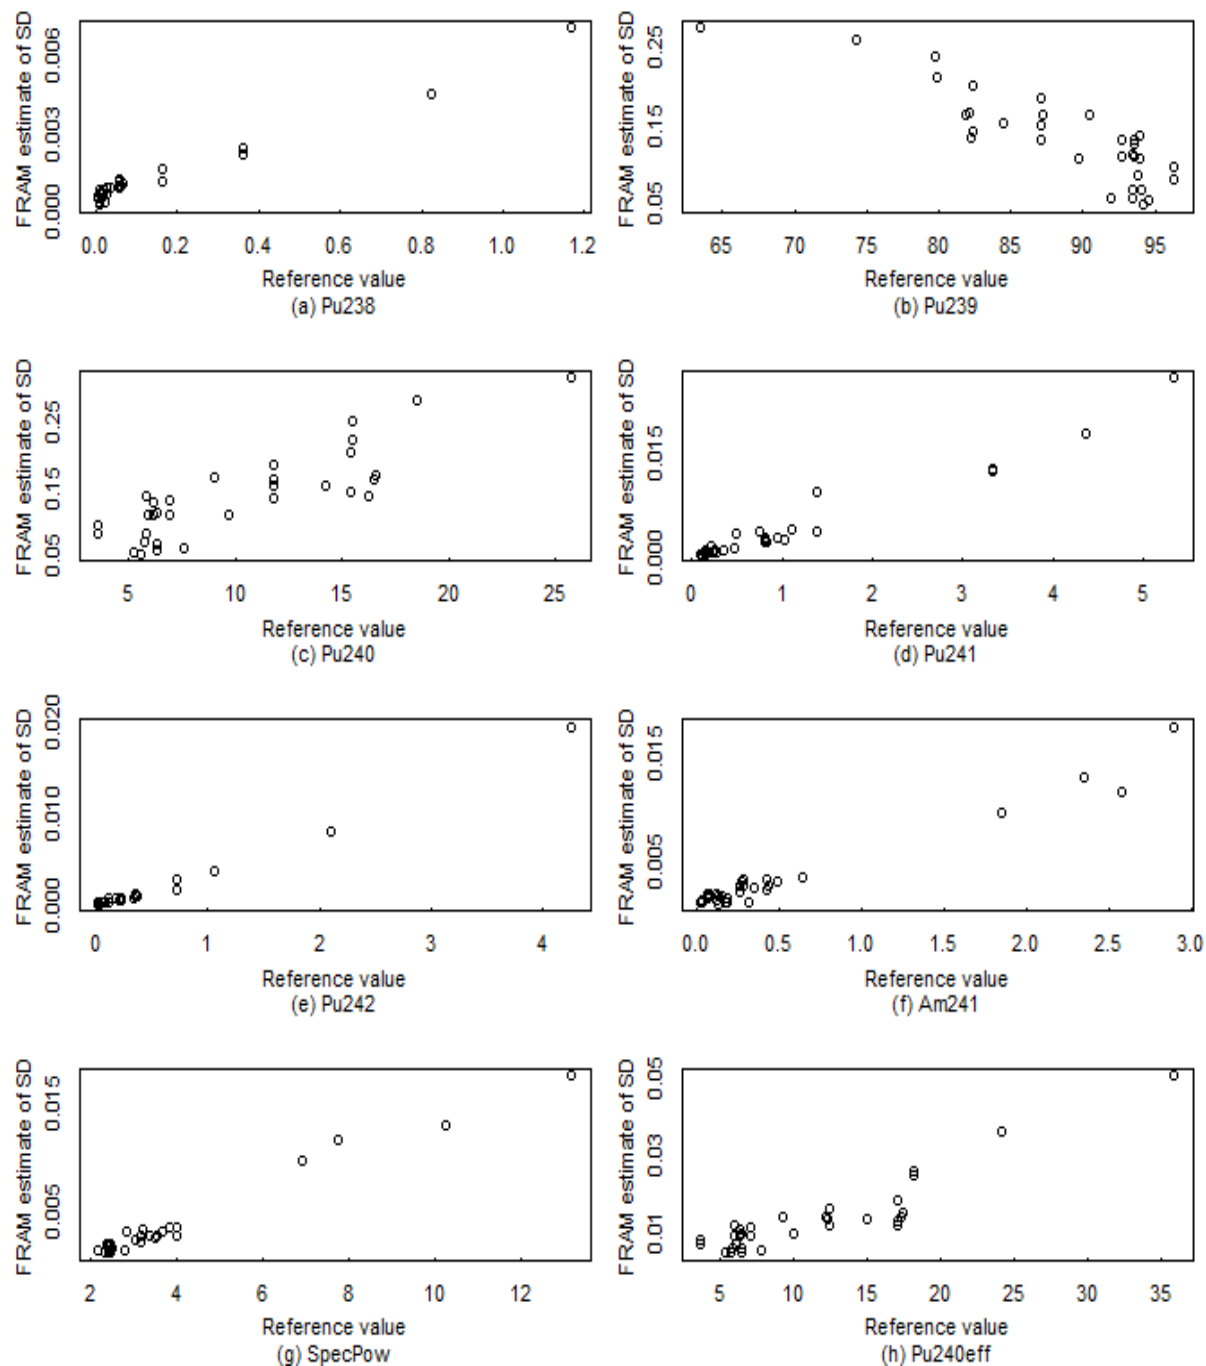 FRAM estimate of SD
0.000 0.003 0.006
0.0 0.2 0.4 0.6 0.8 1.0 1.2
Reference value
(a) Pu238
FRAM estimate of SD
0.05 0.15 0.25
65 70 75 80 85 90 95
Reference value
(b) Pu239
FRAM estimate of SD
0.05 0.15 0.25
5 10 15 20 25
Reference value
(c) Pu240
FRAM estimate of SD
0.000 0.015
0 1 2 3 4 5
Reference value
(d) Pu241
FRAM estimate of SD
0.000 0.010 0.020
0 1 2 3 4
Reference value
(e) Pu242
FRAM estimate of SD
0.005 0.015
0.0 0.5 1.0 1.5 2.0 2.5 3.0
Reference value
(f) Am241
FRAM estimate of SD
0.005 0.015
2 4 6 8 10 12
Reference value
(g) SpecPow
FRAM estimate of SD
0.01 0.03 0.05
5 10 15 20 25 30 35
Reference value
(h) Pu240eff